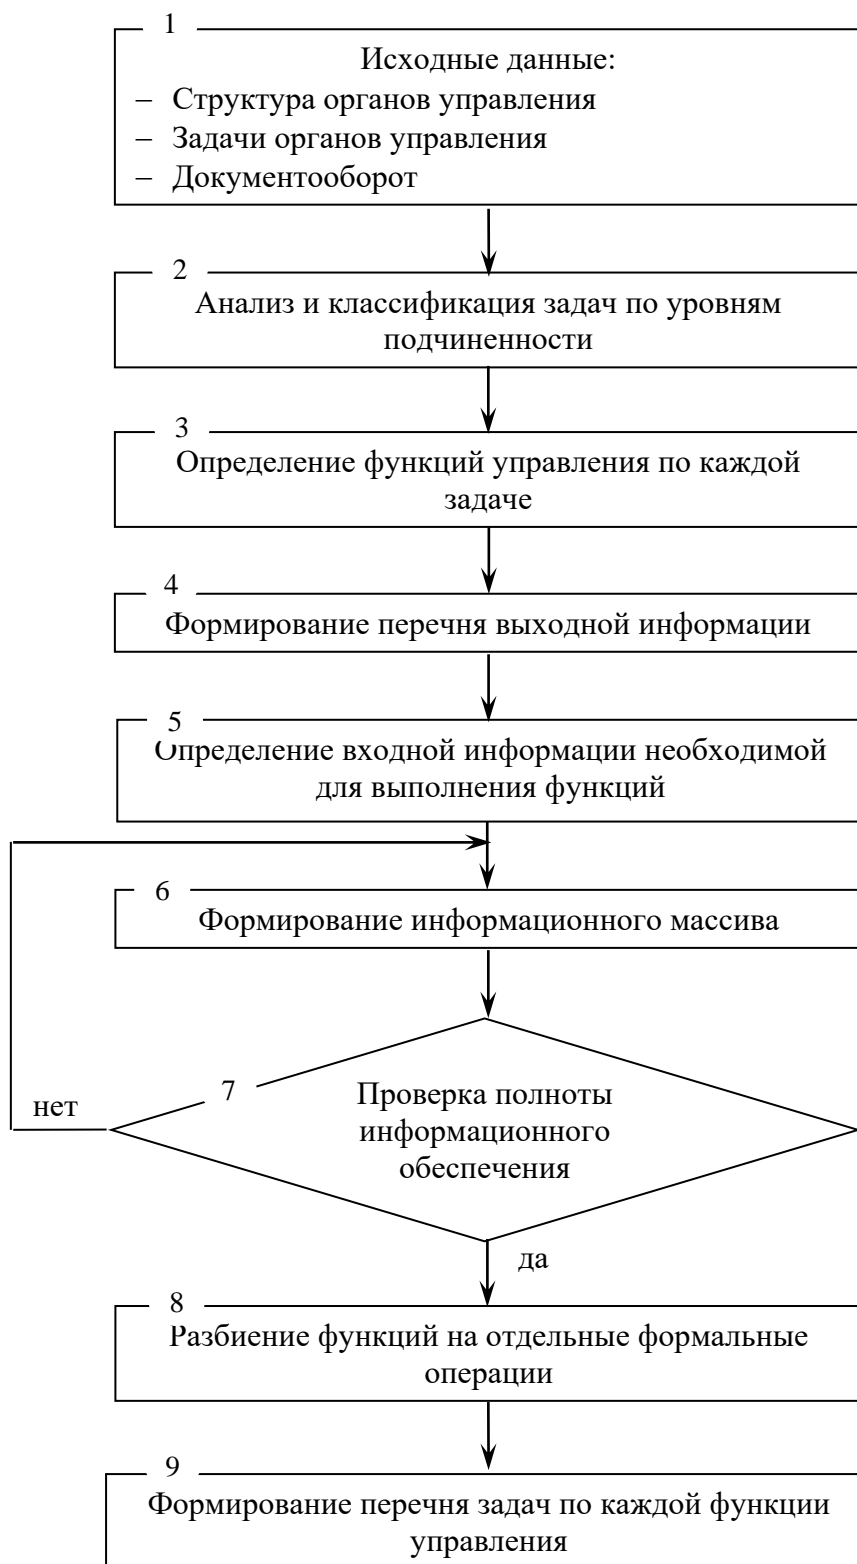 1
Исходные данные:
– Структура органов управления
– Задачи органов управления
– Документооборот
2
Анализ и классификация задач по уровням
подчиненности
3
Определение функций управления по каждой
задаче
4
Формирование перечня выходной информации
5
Определение входной информации необходимой
для выполнения функций
6
Формирование информационного массива
7
Проверка полноты
информационного
обеспечения
нет
да
8
Разбиение функций на отдельные формальные
операции
9
Формирование перечня задач по каждой функции
управления